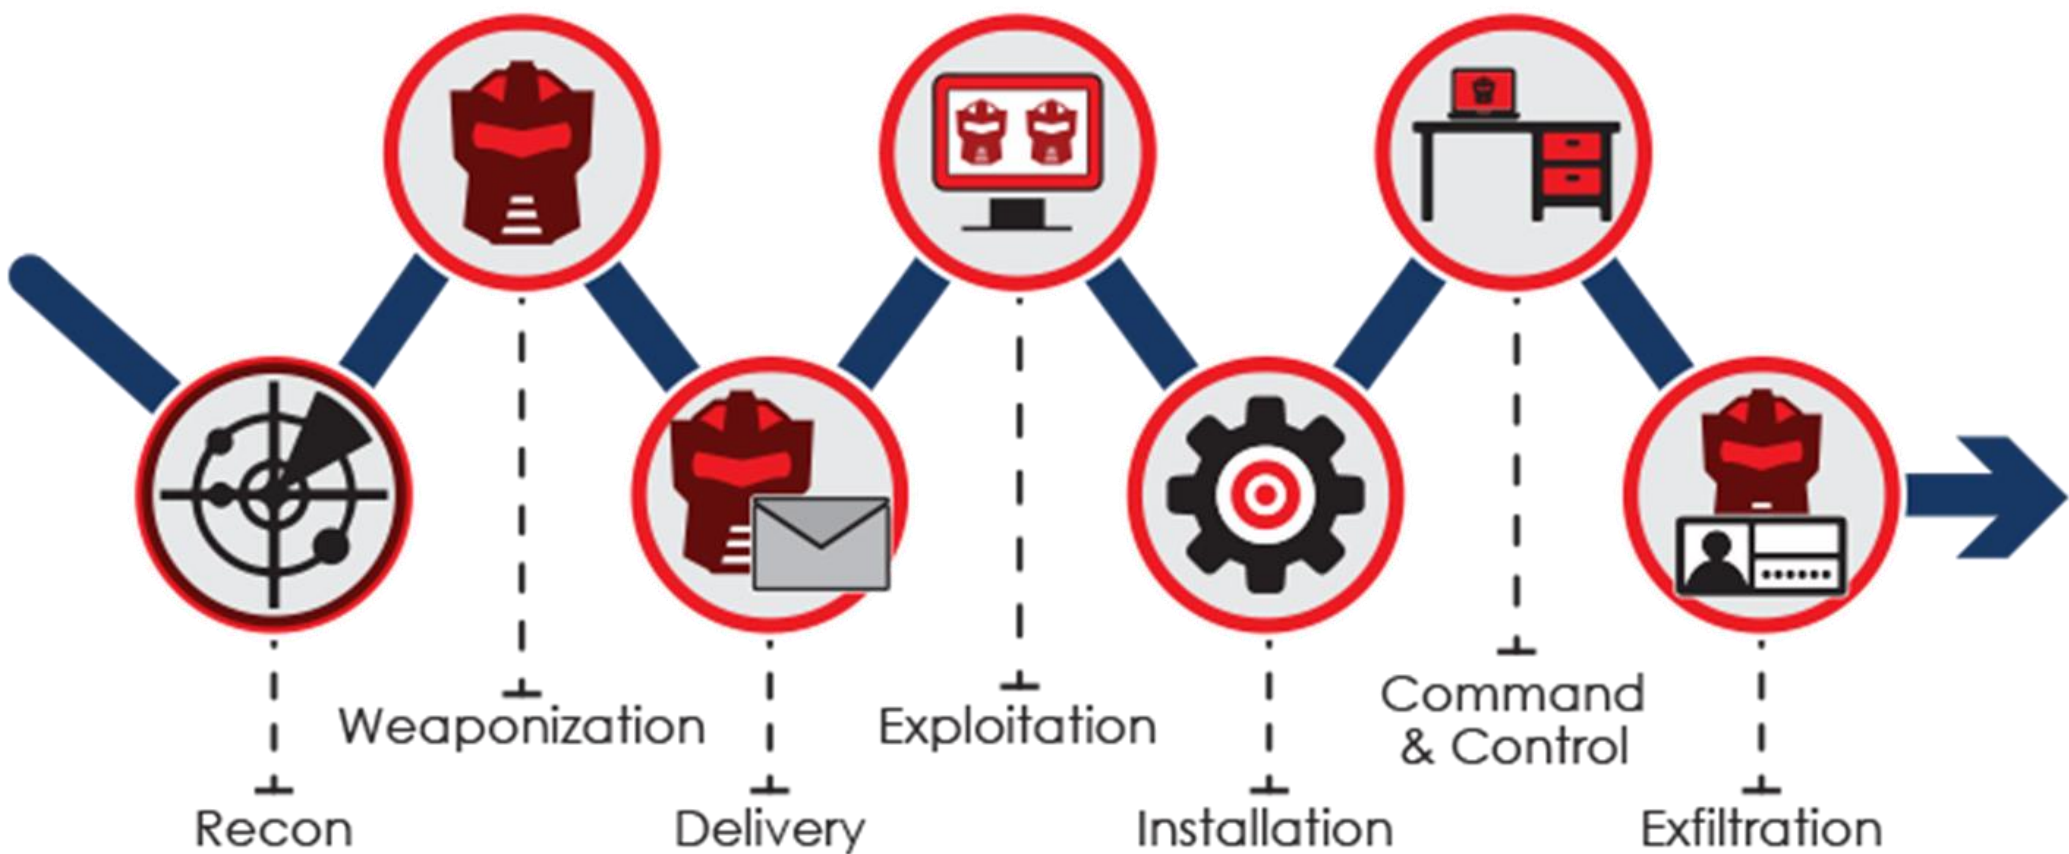 Recon
Weaponization
Delivery
Exploitation
Installation
Command
& Control
Exfiltration